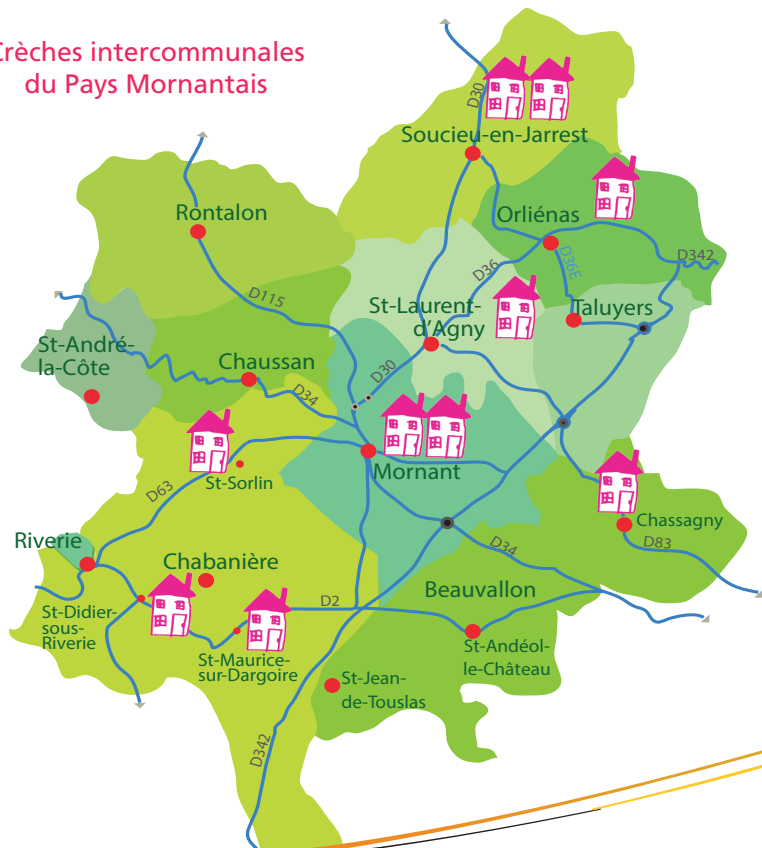 Crèches intercommunales
du Pays Mornantais
D30
Soucieu-en-Jarrest
Orliénas
Rontalon
D36
D36E
D342
D115
St-Laurent-
d'Agny
Taluyers
St-André-
la-Côte
Chaussan
D30
D34
Mornant
St-Sorlin
D63
Chassagny
Riverie
D34
D83
Chabanière
Beauvallon
St-Didier-
sous-
Riverie
D2
St-Maurice-
sur-Dargoire
St-Andéol-
le-Château
St-Jean-
de-Touslas
D342